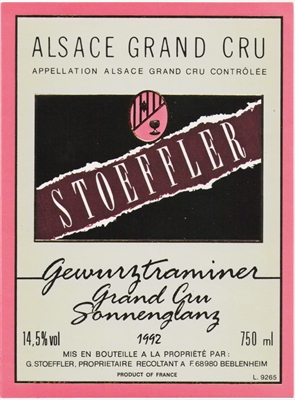 ALSACE GRAND CRU
APPELLATION ALSACE GRAND CRU CONTRÔLÉE
STOEFFLER
Gewurztraminer
Grand Cru
Sonnenglanz
14,5%vol 1992 750 ml
MIS EN BOUTEILLE A LA PROPRIÉTÉ PAR:
G.STOEFFLER, PROPRIETAIRE RECOLTANT A F.68980 BEBLENHEIM
PRODUCT OF FRANCE L. 9265